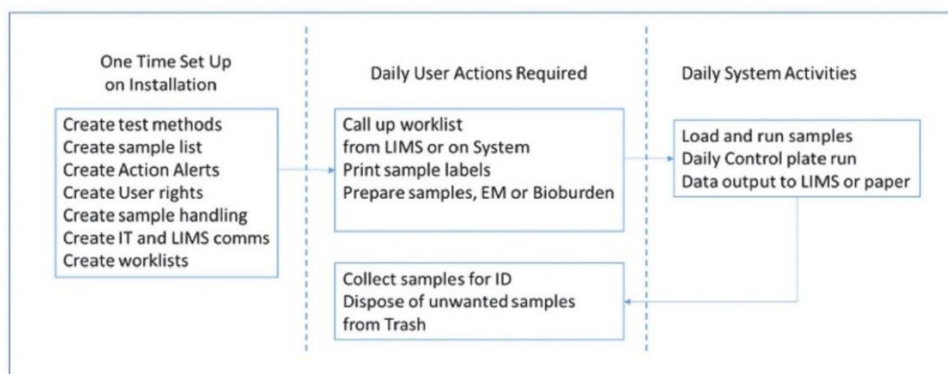 One Time Set Up
on Installation
Create test methods
Create sample list
Create Action Alerts
Create User rights
Create sample handling
Create IT and LIMS comms
Create worklists
Daily User Actions Required
Call up worklist
from LIMS or on System
Print sample labels
Prepare samples, EM or Bioburden
Daily System Activities
Load and run samples
Daily Control plate run
Data output to LIMS or paper
Collect samples for ID
Dispose of unwanted samples
from Trash